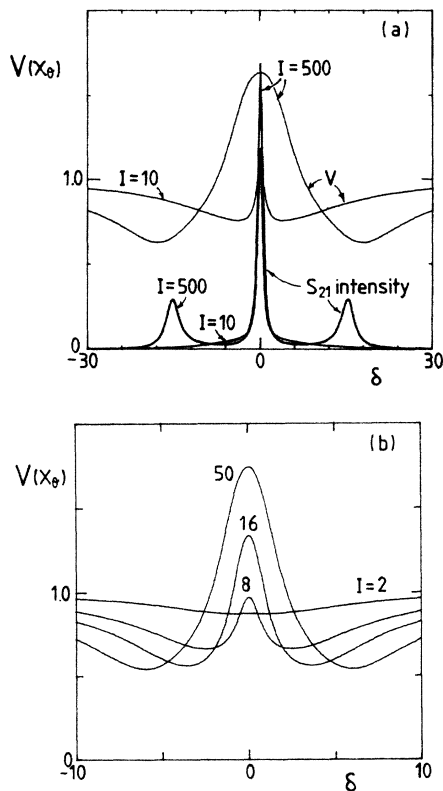 (a)
V(Xθ)
I=500
I=10
V
1.0
I=500
S21 intensity
I=10
0
-30 0 30
δ
(b)
V(Xθ)
50
16
8
I=2
1.0
0
-10 0 10
δ